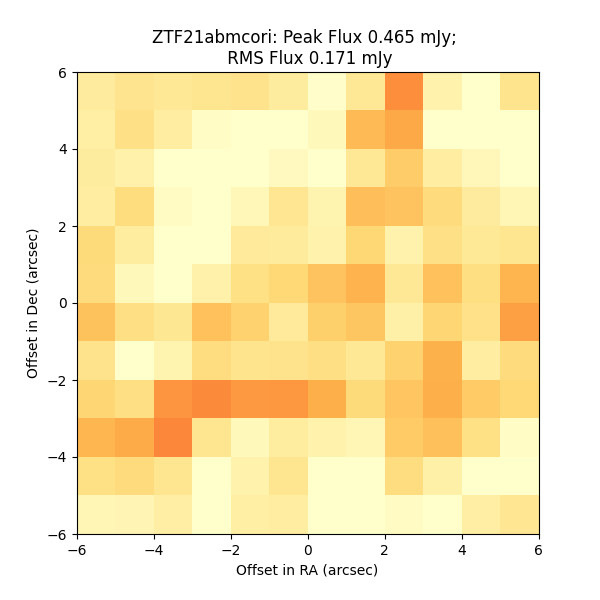 ZTF21abmcori: Peak Flux 0.465 mJy;
RMS Flux 0.171 mJy
6
4
2
0
−2
−4
−6
Offset in Dec (arcsec)
−6 −4 −2 0 2 4 6
Offset in RA (arcsec)